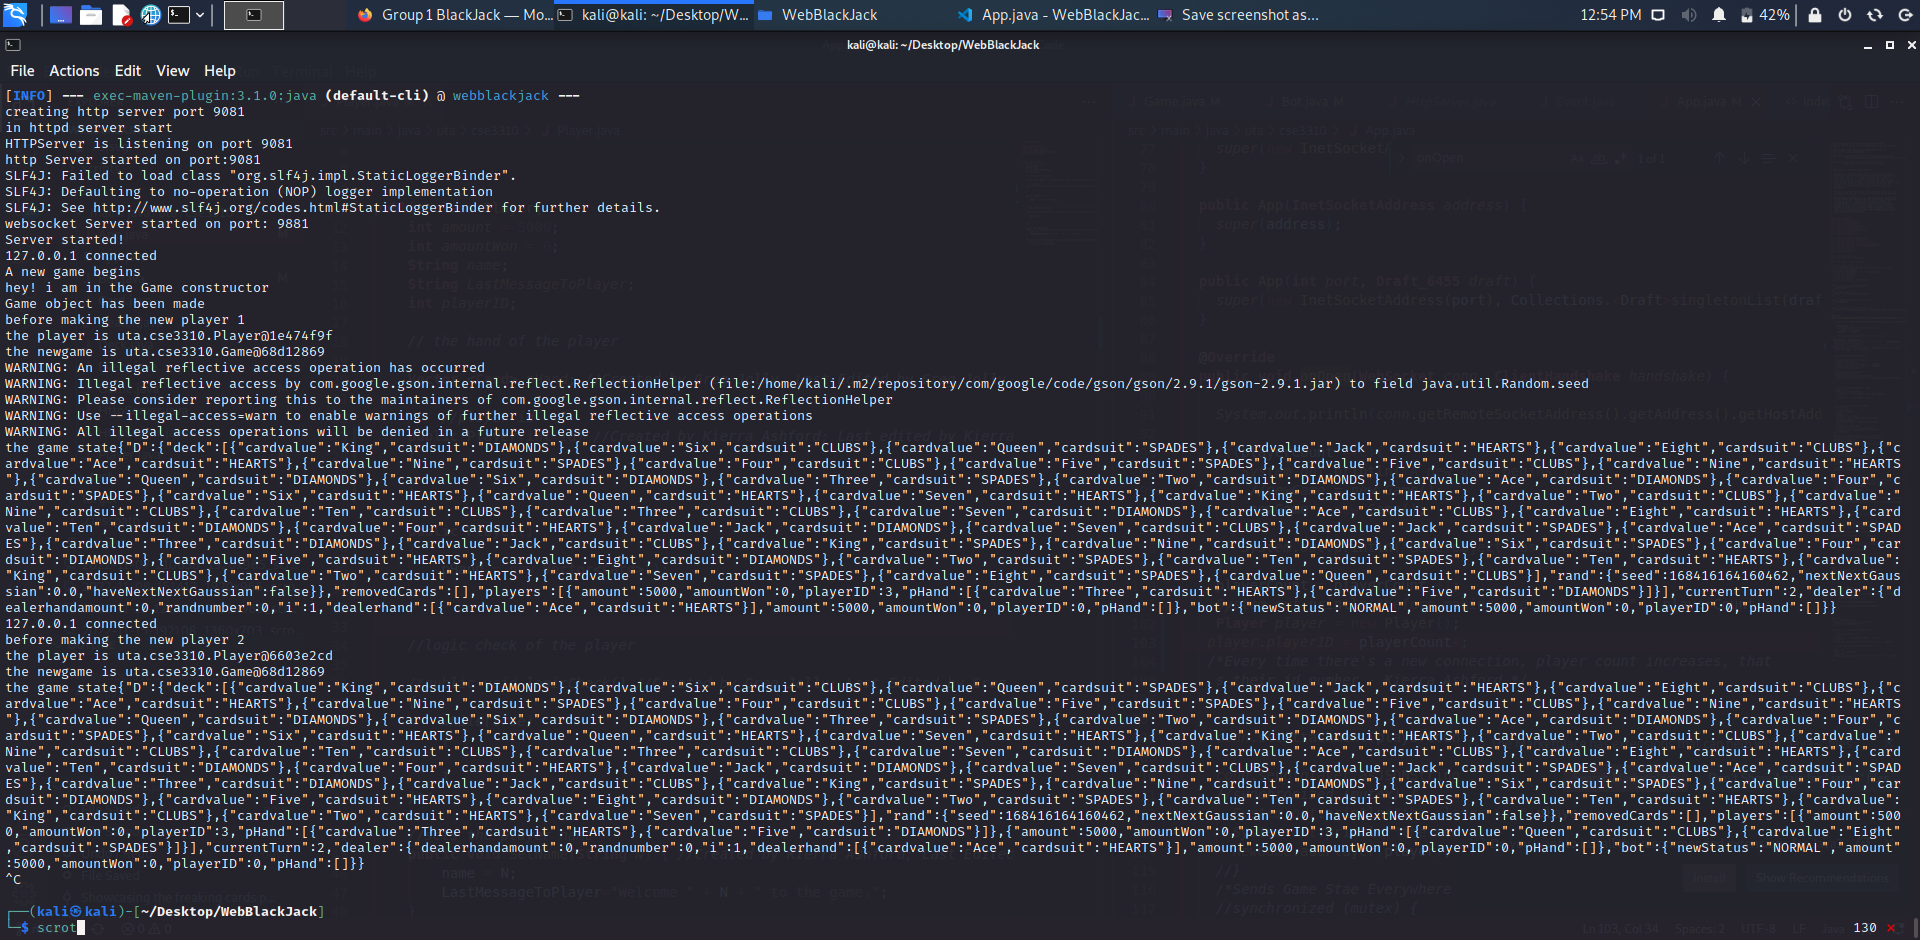 Group 1 BlackJack — Mo...
kali@kali: ~/Desktop/W...
WebBlackJack
App.java - WebBlackJac...
Save screenshot as...
12:54 PM
42%
kali@kali: ~/Desktop/WebBlackJack
File Actions Edit View Help
[INFO] --- exec-maven-plugin:3.1.0:java (default-cli) @ webblackjack ---
creating http server port 9081
in httpd server start
HTTPServer is listening on port 9081
http Server started on port:9081
SLF4J: Failed to load class "org.slf4j.impl.StaticLoggerBinder".
SLF4J: Defaulting to no-operation (NOP) logger implementation
SLF4J: See http://www.slf4j.org/codes.html#StaticLoggerBinder for further details.
websocket Server started on port: 9881
Server started!
127.0.0.1 connected
A new game begins
hey! i am in the Game constructor
Game object has been made
before making the new player 1
the player is uta.cse3310.Player@1e474f9f
the newgame is uta.cse3310.Game@68d12869
WARNING: An illegal reflective access operation has occurred
WARNING: Illegal reflective access by com.google.gson.internal.reflect.ReflectionHelper (file:/home/kali/.m2/repository/com/google/code/gson/gson/2.9.1/gson-2.9.1.jar) to field java.util.Random.seed
WARNING: Please consider reporting this to the maintainers of com.google.gson.internal.reflect.ReflectionHelper
WARNING: Use --illegal-access=warn to enable warnings of further illegal reflective access operations
WARNING: All illegal access operations will be denied in a future release
the game state{"D":{"deck":[{"cardvalue":"King","cardsuit":"DIAMONDS"},{"cardvalue":"Six","cardsuit":"CLUBS"},{"cardvalue":"Queen","cardsuit":"SPADES"},{"cardvalue":"Jack","cardsuit":"HEARTS"},{"cardvalue":"Eight","cardsuit":"CLUBS"},{"c
ardvalue":"Ace","cardsuit":"HEARTS"},{"cardvalue":"Nine","cardsuit":"SPADES"},{"cardvalue":"Four","cardsuit":"CLUBS"},{"cardvalue":"Five","cardsuit":"SPADES"},{"cardvalue":"Five","cardsuit":"CLUBS"},{"cardvalue":"Nine","cardsuit":"HEARTS
"},{"cardvalue":"Queen","cardsuit":"DIAMONDS"},{"cardvalue":"Six","cardsuit":"DIAMONDS"},{"cardvalue":"Three","cardsuit":"SPADES"},{"cardvalue":"Two","cardsuit":"DIAMONDS"},{"cardvalue":"Ace","cardsuit":"DIAMONDS"},{"cardvalue":"Four","c
ardsuit":"SPADES"},{"cardvalue":"Six","cardsuit":"HEARTS"},{"cardvalue":"Queen","cardsuit":"HEARTS"},{"cardvalue":"Seven","cardsuit":"HEARTS"},{"cardvalue":"King","cardsuit":"HEARTS"},{"cardvalue":"Two","cardsuit":"CLUBS"},{"cardvalue":"
Nine","cardsuit":"CLUBS"},{"cardvalue":"Ten","cardsuit":"CLUBS"},{"cardvalue":"Three","cardsuit":"CLUBS"},{"cardvalue":"Seven","cardsuit":"DIAMONDS"},{"cardvalue":"Ace","cardsuit":"CLUBS"},{"cardvalue":"Eight","cardsuit":"HEARTS"},{"card
value":"Ten","cardsuit":"DIAMONDS"},{"cardvalue":"Four","cardsuit":"HEARTS"},{"cardvalue":"Jack","cardsuit":"DIAMONDS"},{"cardvalue":"Seven","cardsuit":"CLUBS"},{"cardvalue":"Jack","cardsuit":"SPADES"},{"cardvalue":"Ace","cardsuit":"SPAD
ES"},{"cardvalue":"Three","cardsuit":"DIAMONDS"},{"cardvalue":"Jack","cardsuit":"CLUBS"},{"cardvalue":"King","cardsuit":"SPADES"},{"cardvalue":"Nine","cardsuit":"DIAMONDS"},{"cardvalue":"Six","cardsuit":"SPADES"},{"cardvalue":"Four","car
dsuit":"DIAMONDS"},{"cardvalue":"Five","cardsuit":"HEARTS"},{"cardvalue":"Eight","cardsuit":"DIAMONDS"},{"cardvalue":"Two","cardsuit":"SPADES"},{"cardvalue":"Ten","cardsuit":"SPADES"},{"cardvalue":"Ten","cardsuit":"HEARTS"},{"cardvalue":
"King","cardsuit":"CLUBS"},{"cardvalue":"Two","cardsuit":"HEARTS"},{"cardvalue":"Seven","cardsuit":"SPADES"},{"cardvalue":"Eight","cardsuit":"SPADES"},{"cardvalue":"Queen","cardsuit":"CLUBS"}],"rand":{"seed":168416164160462,"nextNextGaus
sian":0.0,"haveNextNextGaussian":false}},"removedCards":[],"players":[{"amount":5000,"amountWon":0,"playerID":3,"pHand":[{"cardvalue":"Three","cardsuit":"HEARTS"},{"cardvalue":"Five","cardsuit":"DIAMONDS"}]}],"currentTurn":2,"dealer":{"d
ealerhandamount":0,"randnumber":0,"i":1,"dealerhand":[{"cardvalue":"Ace","cardsuit":"HEARTS"}],"amount":5000,"amountWon":0,"playerID":0,"pHand":[]},"bot":{"newStatus":"NORMAL","amount":5000,"amountWon":0,"playerID":0,"pHand":[]}}
127.0.0.1 connected
before making the new player 2
the player is uta.cse3310.Player@6603e2cd
the newgame is uta.cse3310.Game@68d12869
the game state{"D":{"deck":[{"cardvalue":"King","cardsuit":"DIAMONDS"},{"cardvalue":"Six","cardsuit":"CLUBS"},{"cardvalue":"Queen","cardsuit":"SPADES"},{"cardvalue":"Jack","cardsuit":"HEARTS"},{"cardvalue":"Eight","cardsuit":"CLUBS"},{"c
ardvalue":"Ace","cardsuit":"HEARTS"},{"cardvalue":"Nine","cardsuit":"SPADES"},{"cardvalue":"Four","cardsuit":"CLUBS"},{"cardvalue":"Five","cardsuit":"SPADES"},{"cardvalue":"Five","cardsuit":"CLUBS"},{"cardvalue":"Nine","cardsuit":"HEARTS
"},{"cardvalue":"Queen","cardsuit":"DIAMONDS"},{"cardvalue":"Six","cardsuit":"DIAMONDS"},{"cardvalue":"Three","cardsuit":"SPADES"},{"cardvalue":"Two","cardsuit":"DIAMONDS"},{"cardvalue":"Ace","cardsuit":"DIAMONDS"},{"cardvalue":"Four","c
ardsuit":"SPADES"},{"cardvalue":"Six","cardsuit":"HEARTS"},{"cardvalue":"Queen","cardsuit":"HEARTS"},{"cardvalue":"Seven","cardsuit":"HEARTS"},{"cardvalue":"King","cardsuit":"HEARTS"},{"cardvalue":"Two","cardsuit":"CLUBS"},{"cardvalue":"
Nine","cardsuit":"CLUBS"},{"cardvalue":"Ten","cardsuit":"CLUBS"},{"cardvalue":"Three","cardsuit":"CLUBS"},{"cardvalue":"Seven","cardsuit":"DIAMONDS"},{"cardvalue":"Ace","cardsuit":"CLUBS"},{"cardvalue":"Eight","cardsuit":"HEARTS"},{"card
value":"Ten","cardsuit":"DIAMONDS"},{"cardvalue":"Four","cardsuit":"HEARTS"},{"cardvalue":"Jack","cardsuit":"DIAMONDS"},{"cardvalue":"Seven","cardsuit":"CLUBS"},{"cardvalue":"Jack","cardsuit":"SPADES"},{"cardvalue":"Ace","cardsuit":"SPAD
ES"},{"cardvalue":"Three","cardsuit":"DIAMONDS"},{"cardvalue":"Jack","cardsuit":"CLUBS"},{"cardvalue":"King","cardsuit":"SPADES"},{"cardvalue":"Nine","cardsuit":"DIAMONDS"},{"cardvalue":"Six","cardsuit":"SPADES"},{"cardvalue":"Four","car
dsuit":"DIAMONDS"},{"cardvalue":"Five","cardsuit":"HEARTS"},{"cardvalue":"Eight","cardsuit":"DIAMONDS"},{"cardvalue":"Two","cardsuit":"SPADES"},{"cardvalue":"Ten","cardsuit":"SPADES"},{"cardvalue":"Ten","cardsuit":"HEARTS"},{"cardvalue":
"King","cardsuit":"CLUBS"},{"cardvalue":"Two","cardsuit":"HEARTS"},{"cardvalue":"Seven","cardsuit":"SPADES"}],"rand":{"seed":168416164160462,"nextNextGaussian":0.0,"haveNextNextGaussian":false}},"removedCards":[],"players":[{"amount":500
0,"amountWon":0,"playerID":3,"pHand":[{"cardvalue":"Three","cardsuit":"HEARTS"},{"cardvalue":"Five","cardsuit":"DIAMONDS"}]},{"amount":5000,"amountWon":0,"playerID":3,"pHand":[{"cardvalue":"Queen","cardsuit":"CLUBS"},{"cardvalue":"Eight"
,"cardsuit":"SPADES"}]}],"currentTurn":2,"dealer":{"dealerhandamount":0,"randnumber":0,"i":1,"dealerhand":[{"cardvalue":"Ace","cardsuit":"HEARTS"}],"amount":5000,"amountWon":0,"playerID":0,"pHand":[]},"bot":{"newStatus":"NORMAL","amount"
:5000,"amountWon":0,"playerID":0,"pHand":[]}}
^C
(kali㉿kali)-[~/Desktop/WebBlackJack]
$ scrot
130